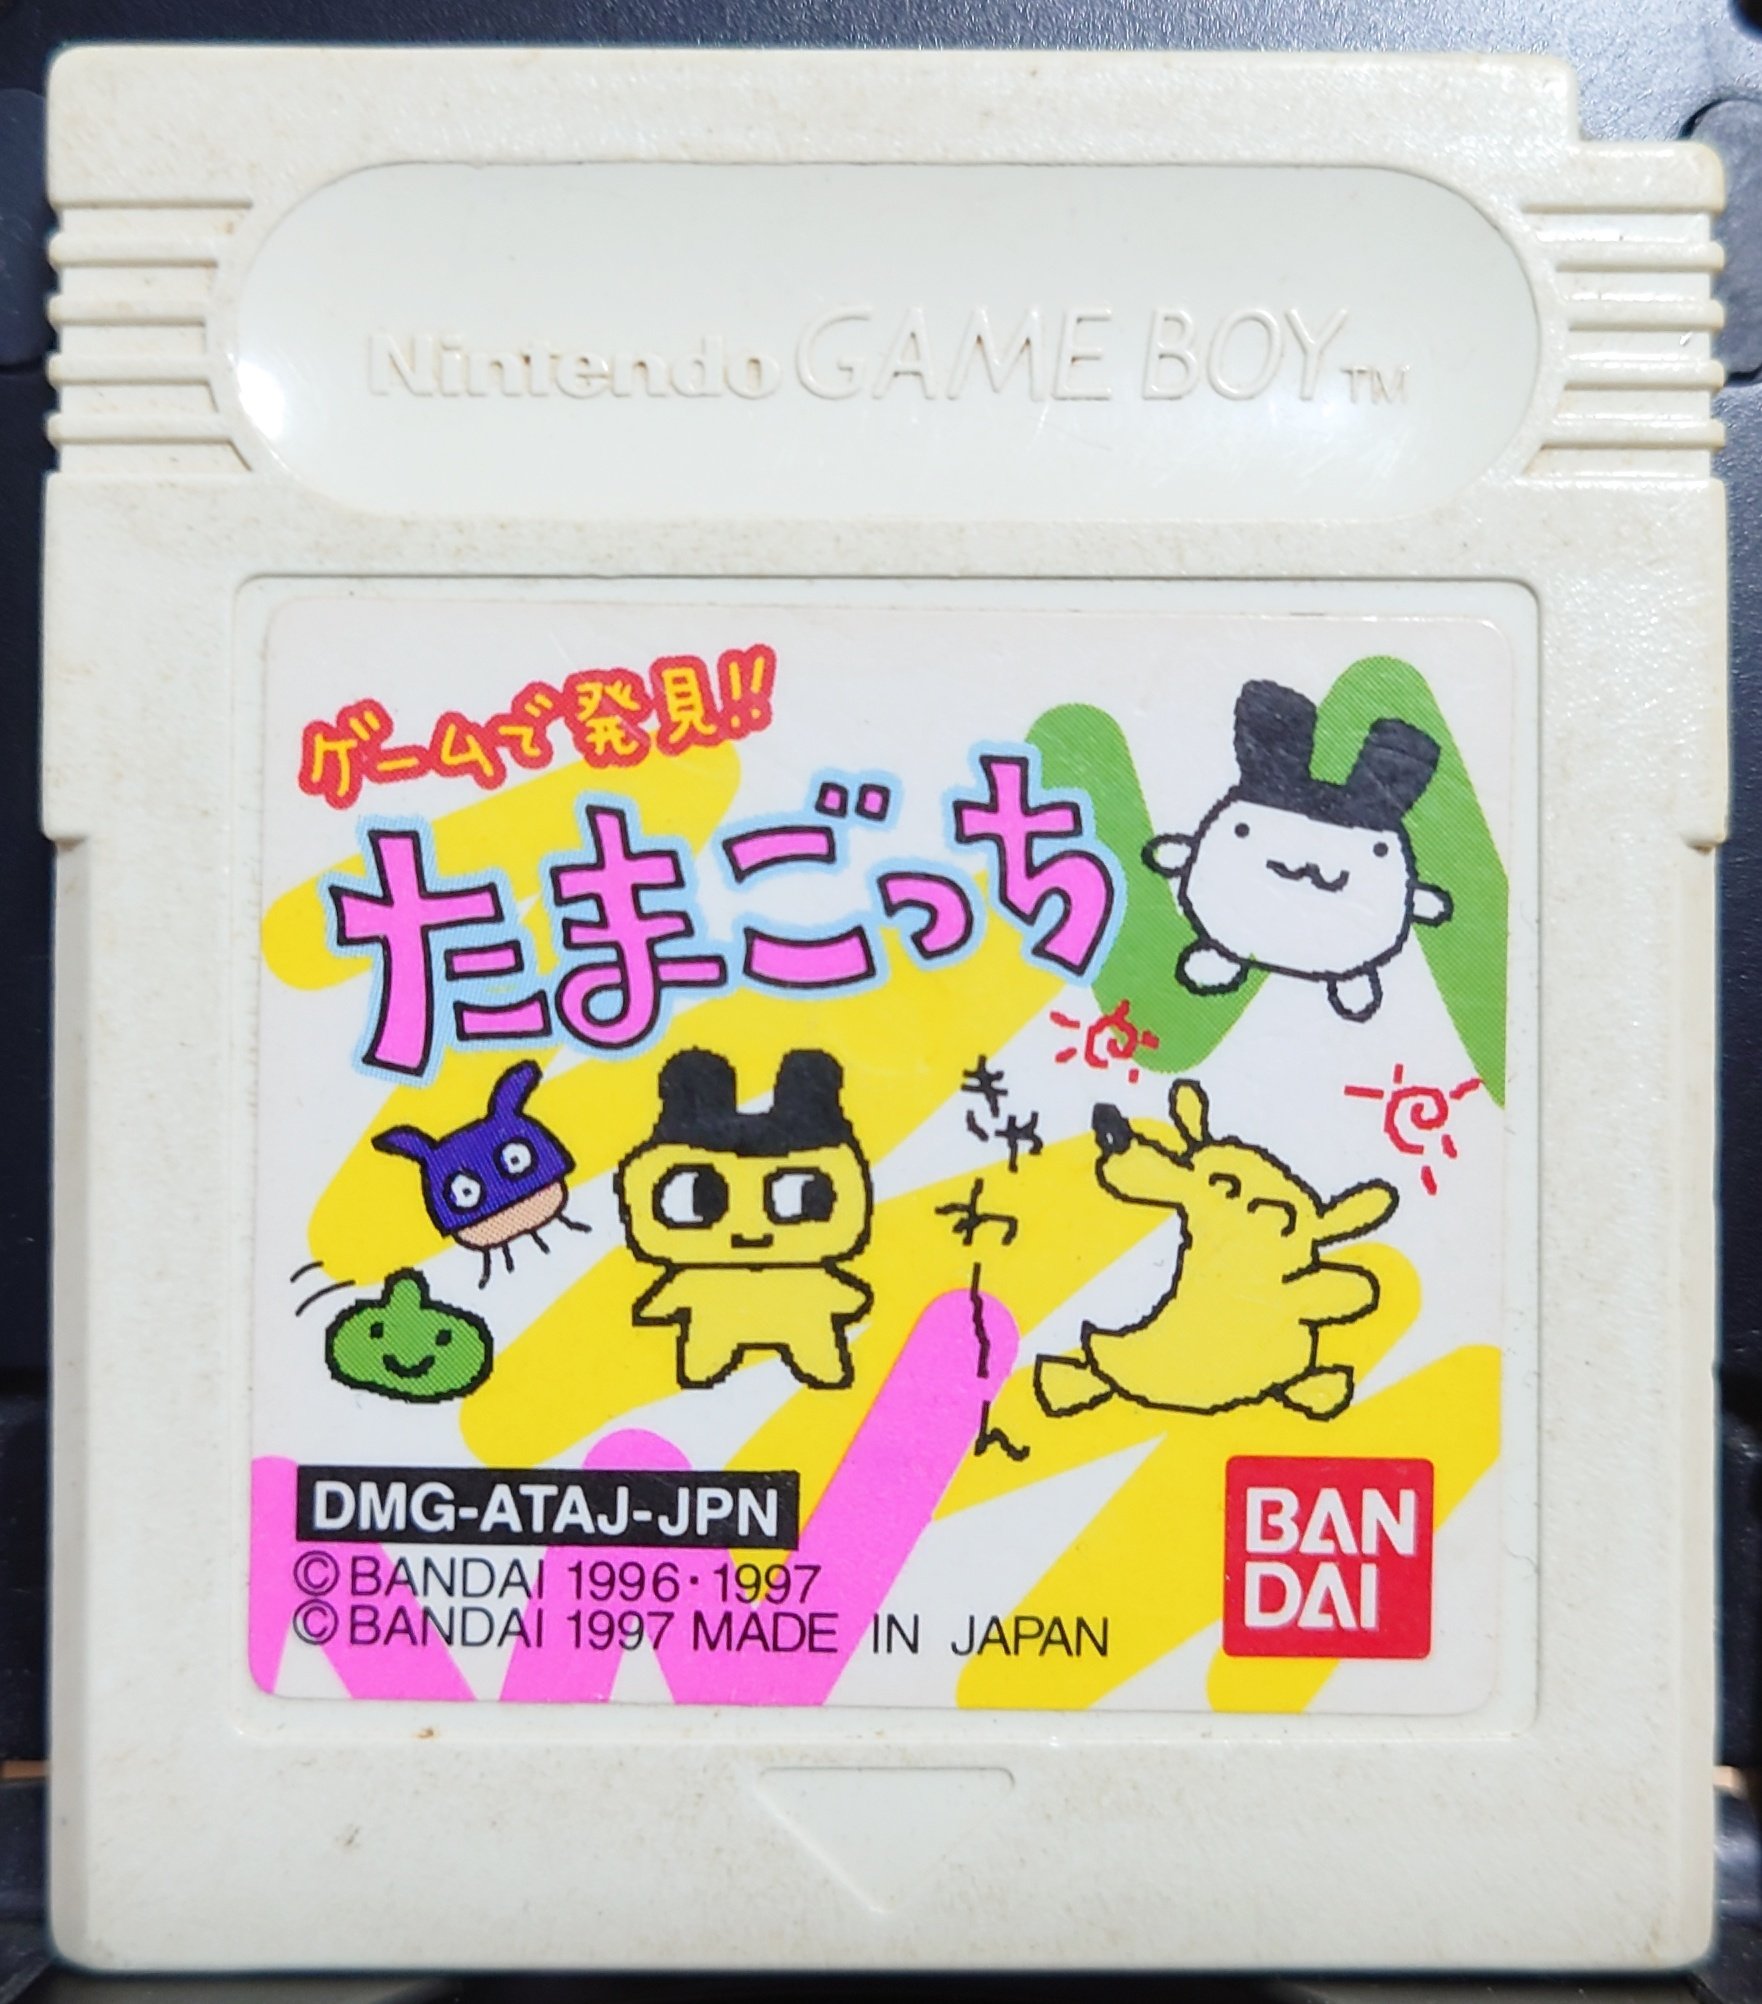 Nintendo GAME BOY™
ゲームで発見!!
たまごっち
きゃわーん
DMG-ATAJ-JPN
©BANDAI 1996・1997
©BANDAI 1997 MADE IN JAPAN
BAN
DAI